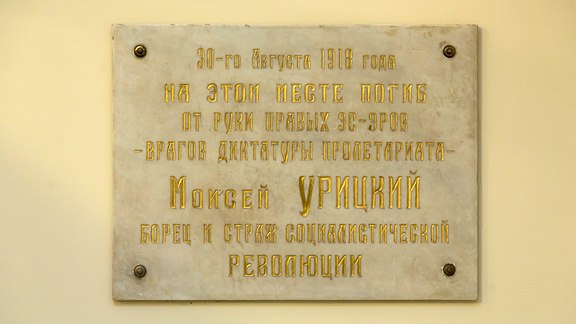 30-го Августа 1918 года
НА ЭТОМ МЕСТЕ ПОГИБ
ОТ РУКИ ПРАВЫХ ЭС-ЭРОВ
-ВРАГОВ ДИКТАТУРЫ ПРОЛЕТАРИАТА-
Моисей УРИЦКИЙ
БОРЕЦ И СТРАЖ СОЦИАЛИСТИЧЕСКОЙ
РЕВОЛЮЦИИ